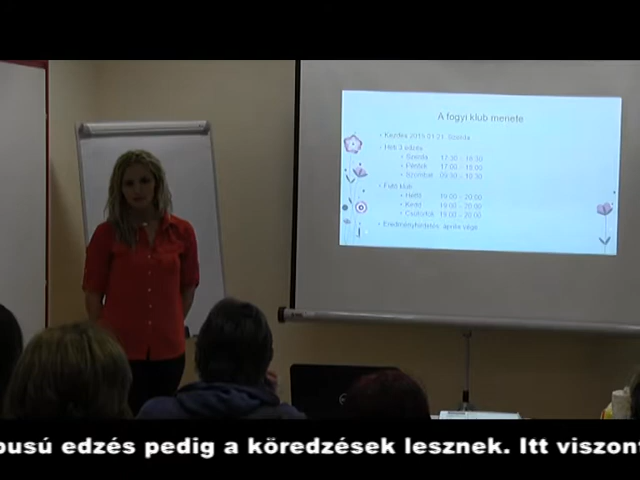 A fogyi klub menete
Kezdés 2015.01.21. Szerda
Heti 3 edzés
Szerda 17:30 - 18:30
Péntek 17:00 - 18:00
Szombat 09:30 - 10:30
Futó klub
Hétfő 19:00 - 20:00
Kedd 19:00 - 20:00
Csütörtök 19:00 - 20:00
Eredményhirdetés: április vége
pusú edzés pedig a köredzések lesznek. Itt viszont